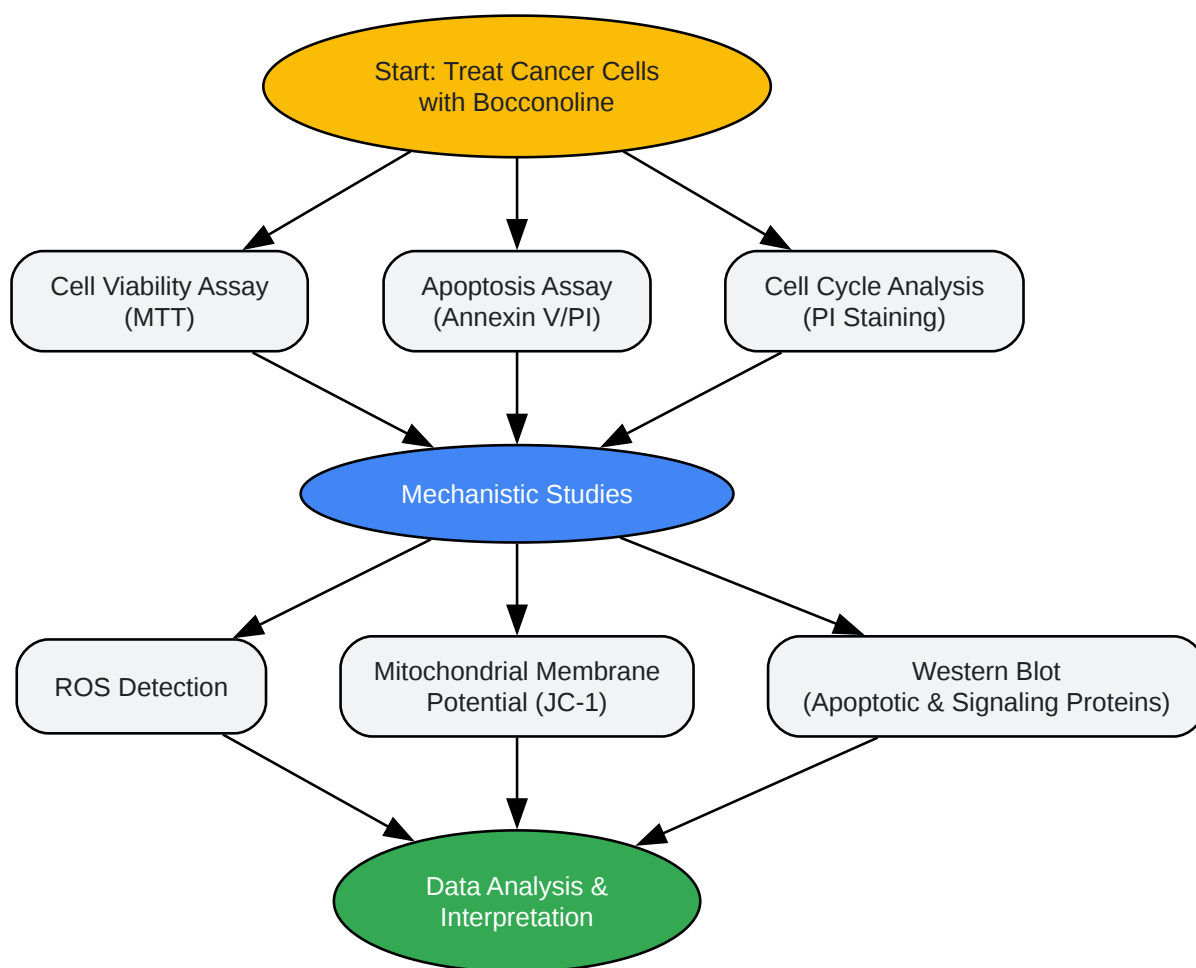 Start: Treat Cancer Cells
with Bocconoline
Cell Viability Assay
(MTT)
Apoptosis Assay
(Annexin V/PI)
Cell Cycle Analysis
(PI Staining)
Mechanistic Studies
ROS Detection
Mitochondrial Membrane
Potential (JC-1)
Western Blot
(Apoptotic & Signaling Proteins)
Data Analysis &
Interpretation